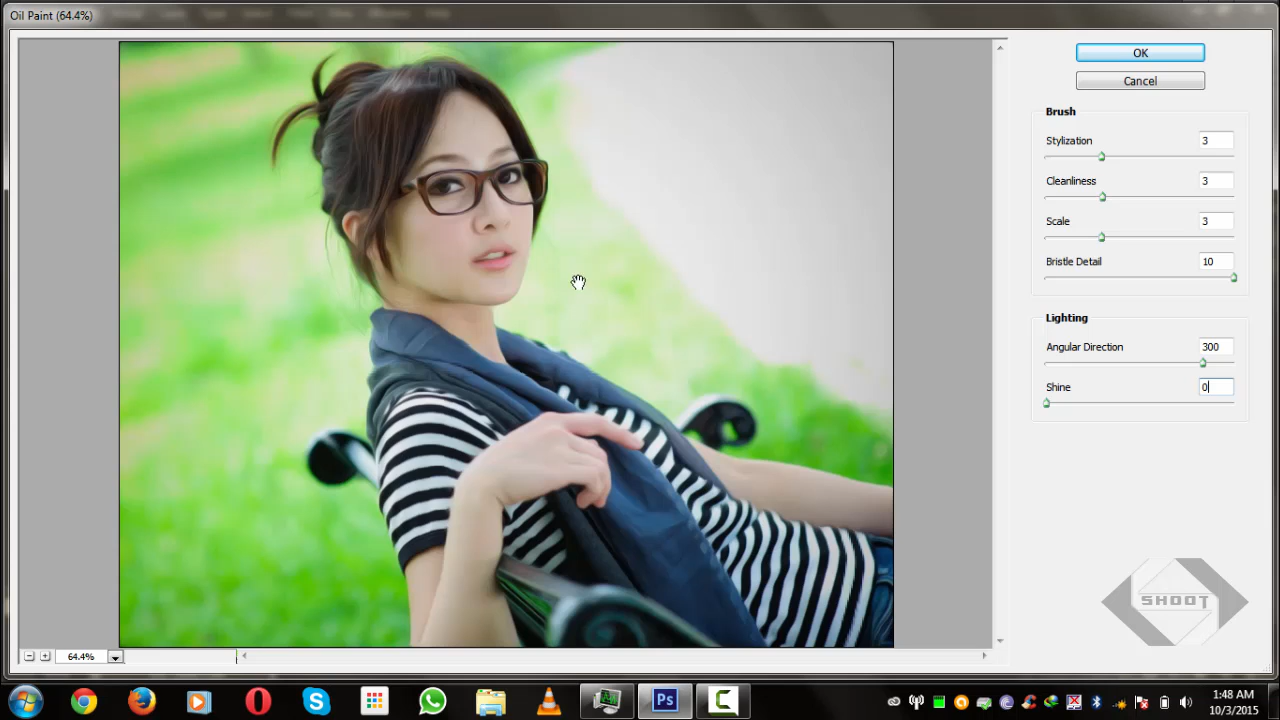 Oil Paint (64.4%)
OK
Cancel
Brush
Stylization 3
Cleanliness 3
Scale 3
Bristle Detail 10
Lighting
Angular Direction 300
Shine 0
SHOOT
64.4%
Ps
1:48 AM
10/3/2015